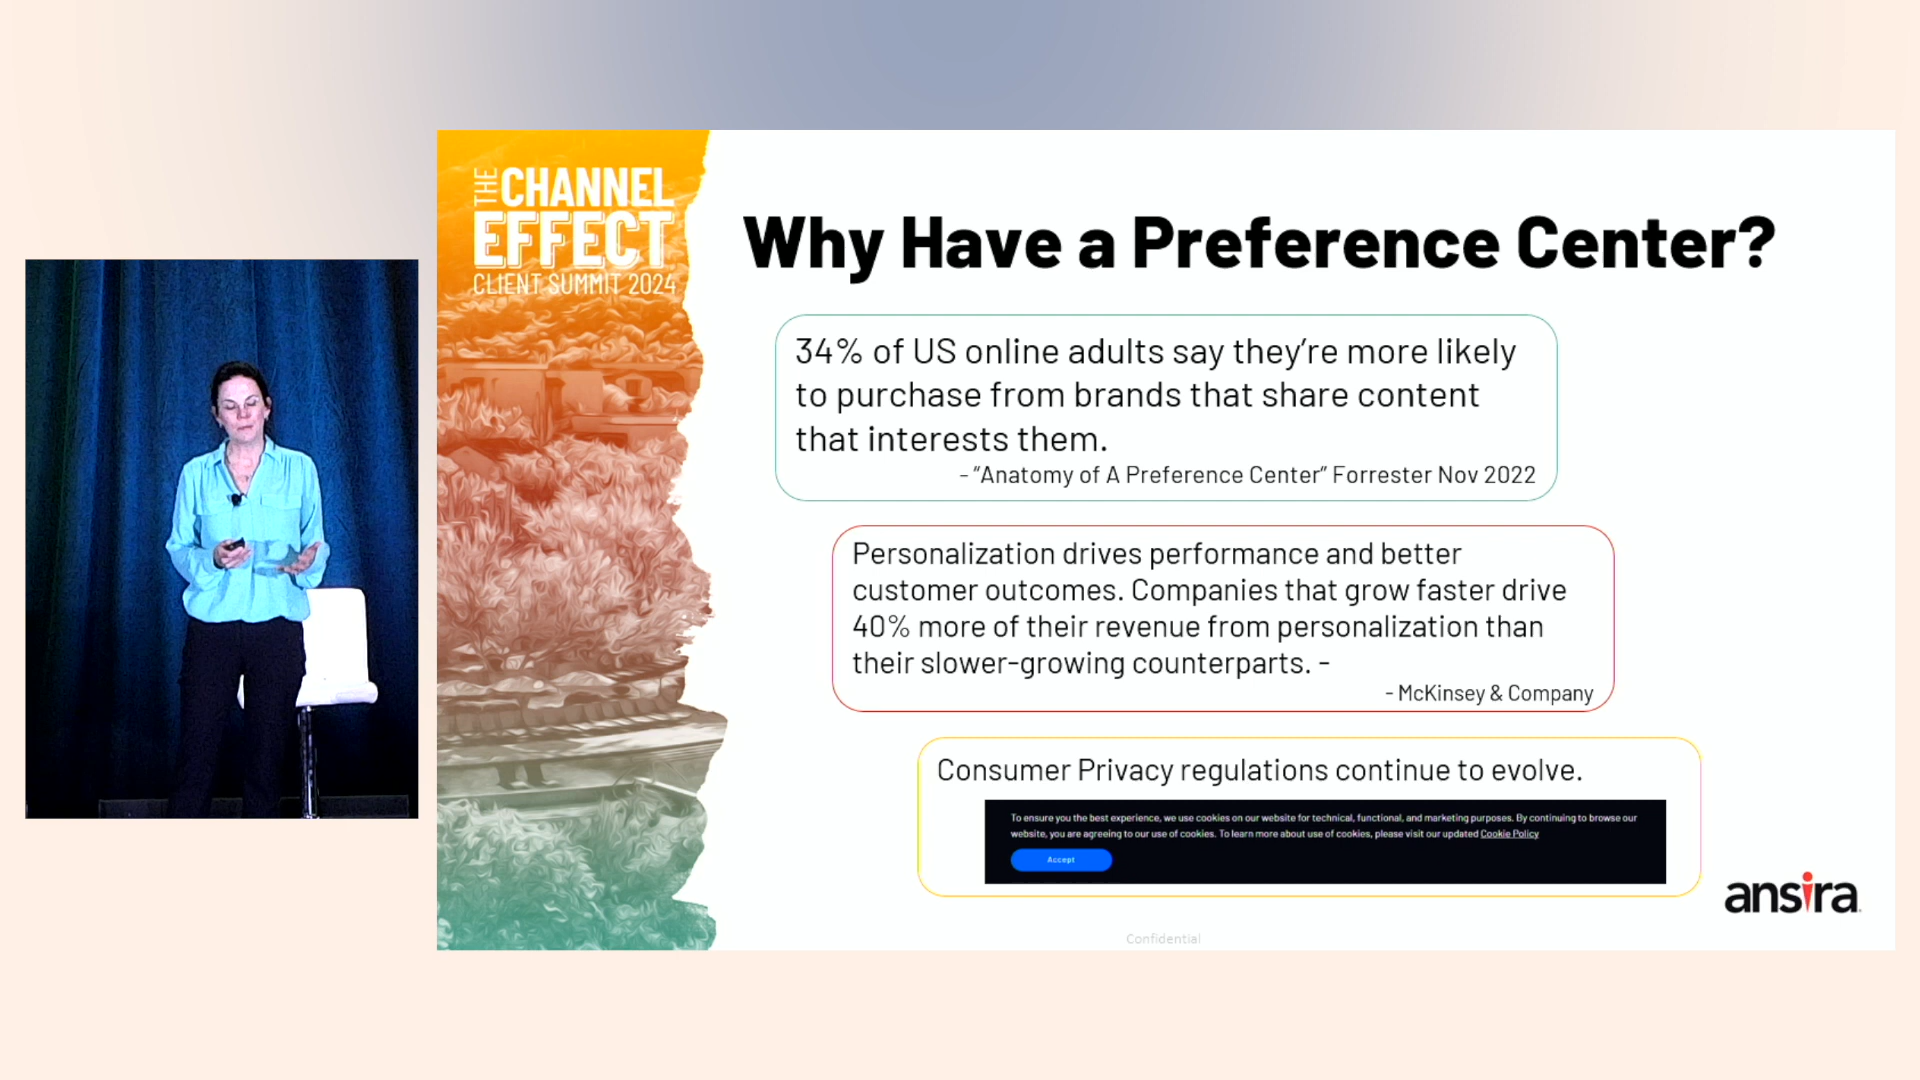 THE CHANNEL
EFFECT
CLIENT SUMMIT 2024
Why Have a Preference Center?
34% of US online adults say they’re more likely
to purchase from brands that share content
that interests them.
- “Anatomy of A Preference Center” Forrester Nov 2022
Personalization drives performance and better
customer outcomes. Companies that grow faster drive
40% more of their revenue from personalization than
their slower-growing counterparts. -
- McKinsey & Company
Consumer Privacy regulations continue to evolve.
To ensure you the best experience, we use cookies on our website for technical, functional, and marketing purposes. By continuing to browse our
website, you are agreeing to our use of cookies. To learn more about use of cookies, please visit our updated Cookie Policy
Accept
ansira
Confidential